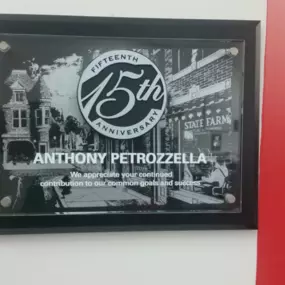 FIFTEENTH
15th
ANNIVERSARY
STATE FARM
ANTHONY PETROZZELLA
We appreciate your continued
contribution to our common goals and success